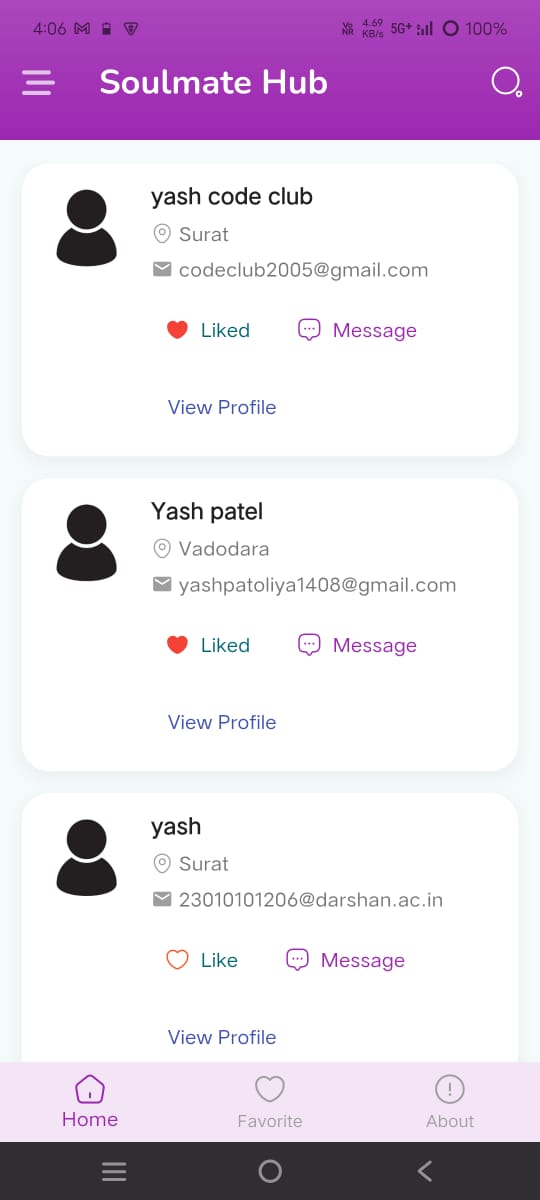 4:06 Vo NR 4.69 KB/s 5G+ 100%
Soulmate Hub
yash code club
Surat
codeclub2005@gmail.com
Liked Message
View Profile
Yash patel
Vadodara
yashpatoliya1408@gmail.com
Liked Message
View Profile
yash
Surat
23010101206@darshan.ac.in
Like Message
View Profile
Home Favorite About